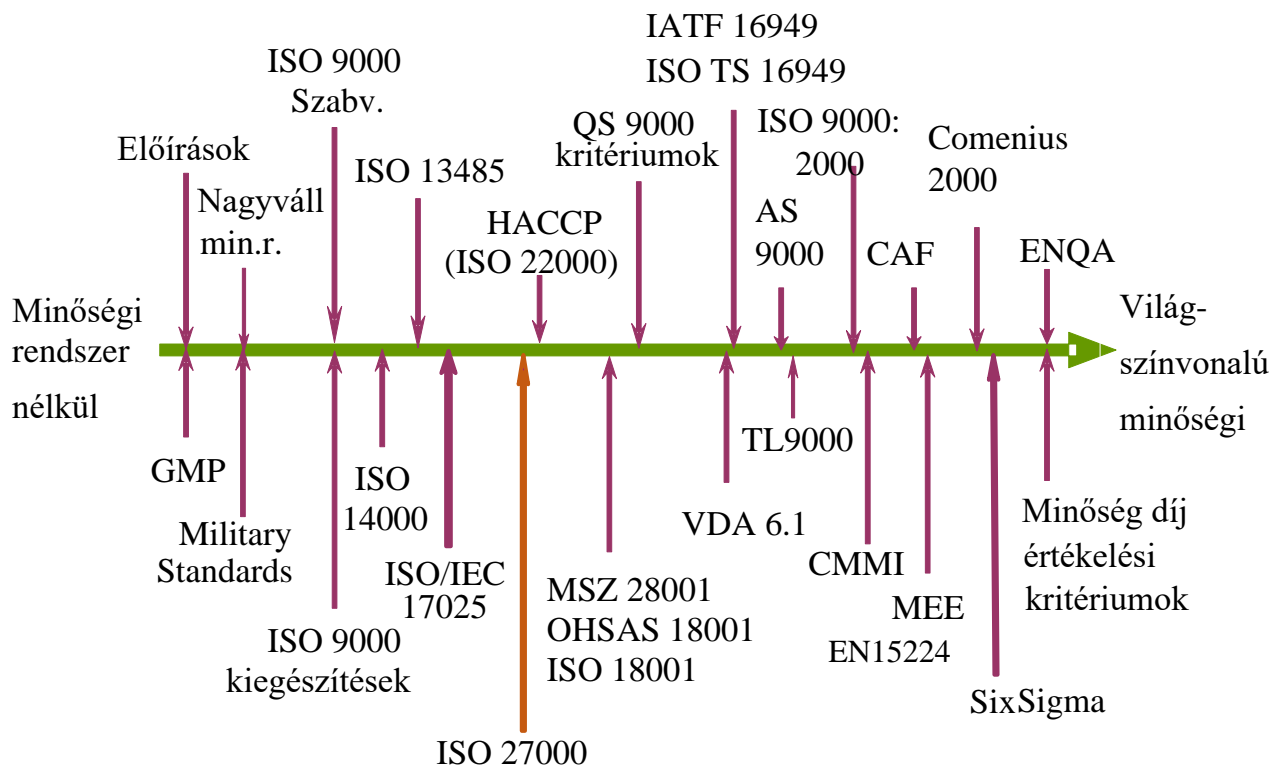 IATF 16949
ISO TS 16949
ISO 9000
Szabv.
QS 9000
kritériumok
ISO 9000:
2000
Comenius
2000
Előírások
ISO 13485
Nagyváll
min.r.
HACCP
(ISO 22000)
AS
9000
CAF
ENQA
Minőségi
rendszer
nélkül
Világ-
színvonalú
minőségi
GMP
Military
Standards
ISO
14000
ISO/IEC
17025
ISO 9000
kiegészítések
ISO 27000
MSZ 28001
OHSAS 18001
ISO 18001
VDA 6.1
TL9000
CMMI
MEE
EN15224
SixSigma
Minőség díj
értékelési
kritériumok